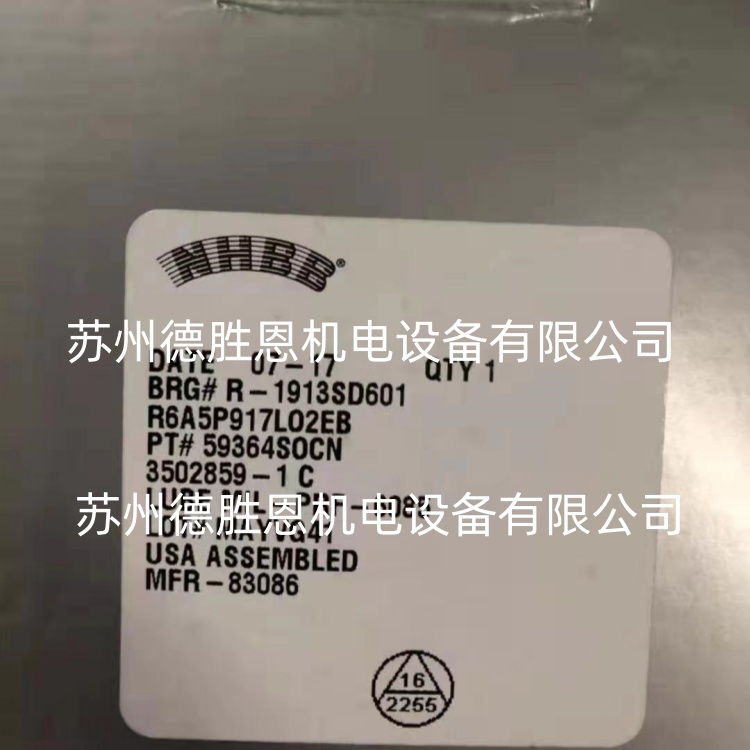 NHBB®
苏州德胜恩机电设备有限公司
DATE 07-17 QTY 1
BRG# R-1913SD601
R6A5P917LO2EB
PT# 59364SOCN
3502859-1 C
苏州德胜恩机电设备有限公司
USA ASSEMBLED
MFR-83086
16
2255